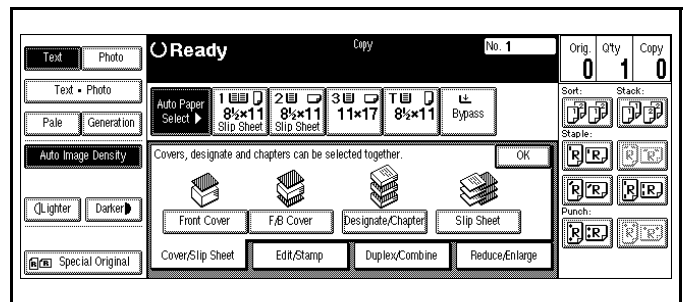 Text Photo
Text • Photo
Pale Generation
Auto Image Density
Lighter Darker
Special Original
Ready
Copy
No. 1
Auto Paper Select ▶
1 8½×11 Slip Sheet
2 8½×11 Slip Sheet
3 11×17
T 8½×11
Bypass
Covers, designate and chapters can be selected together.
OK
Front Cover F/B Cover Designate/Chapter Slip Sheet
Cover/Slip Sheet Edit/Stamp Duplex/Combine Reduce/Enlarge
Orig. Q'ty Copy
0 1 0
Sort: Stack:
Staple:
Punch: